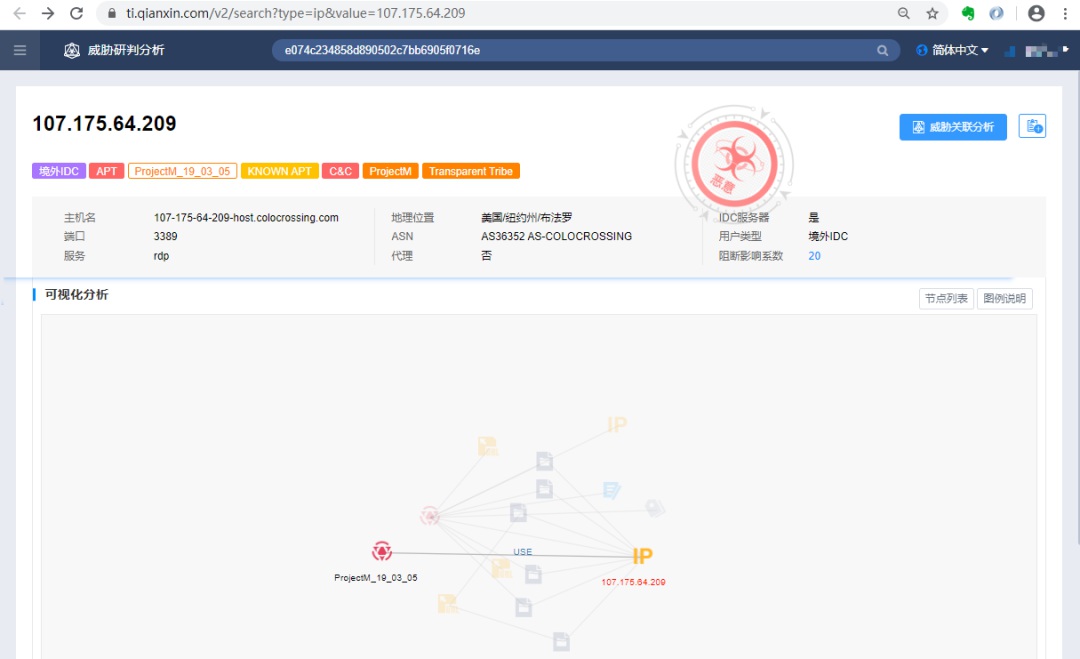 ti.qianxin.com/v2/search?type=ip&value=107.175.64.209
威胁研判分析
e074c234858d890502c7bb6905f0716e
简体中文
107.175.64.209
威胁关联分析
恶意
境外IDC APT ProjectM_19_03_05 KNOWN APT C&C ProjectM Transparent Tribe
主机名 107-175-64-209-host.colocrossing.com 地理位置 美国/纽约州/布法罗 IDC服务器 是
端口 3389 ASN AS36352 AS-COLOCROSSING 用户类型 境外IDC
服务 rdp 代理 否 阻断影响系数 20
可视化分析
节点列表 图例说明
IP
USE
IP
ProjectM_19_03_05
107.175.64.209